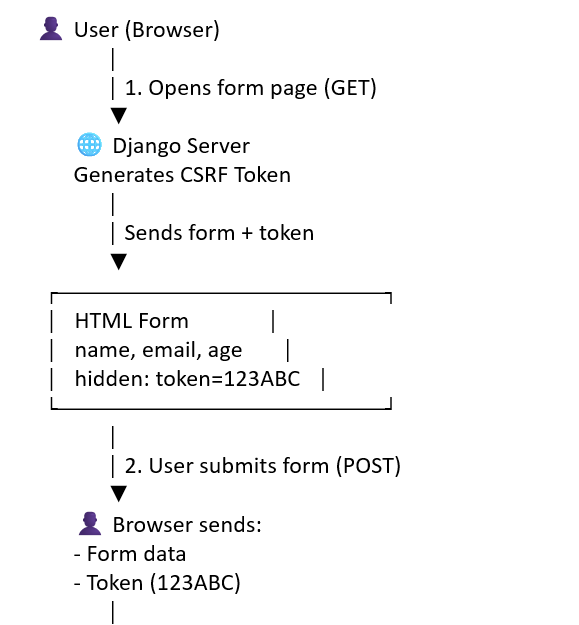 👤 User (Browser)
│
│ 1. Opens form page (GET)
▼
🌐 Django Server
Generates CSRF Token
│
│ Sends form + token
▼
┌──────────────────────────┐
│ HTML Form │
│ name, email, age │
│ hidden: token=123ABC │
└──────────────────────────┘
│
│ 2. User submits form (POST)
▼
👤 Browser sends:
- Form data
- Token (123ABC)
│